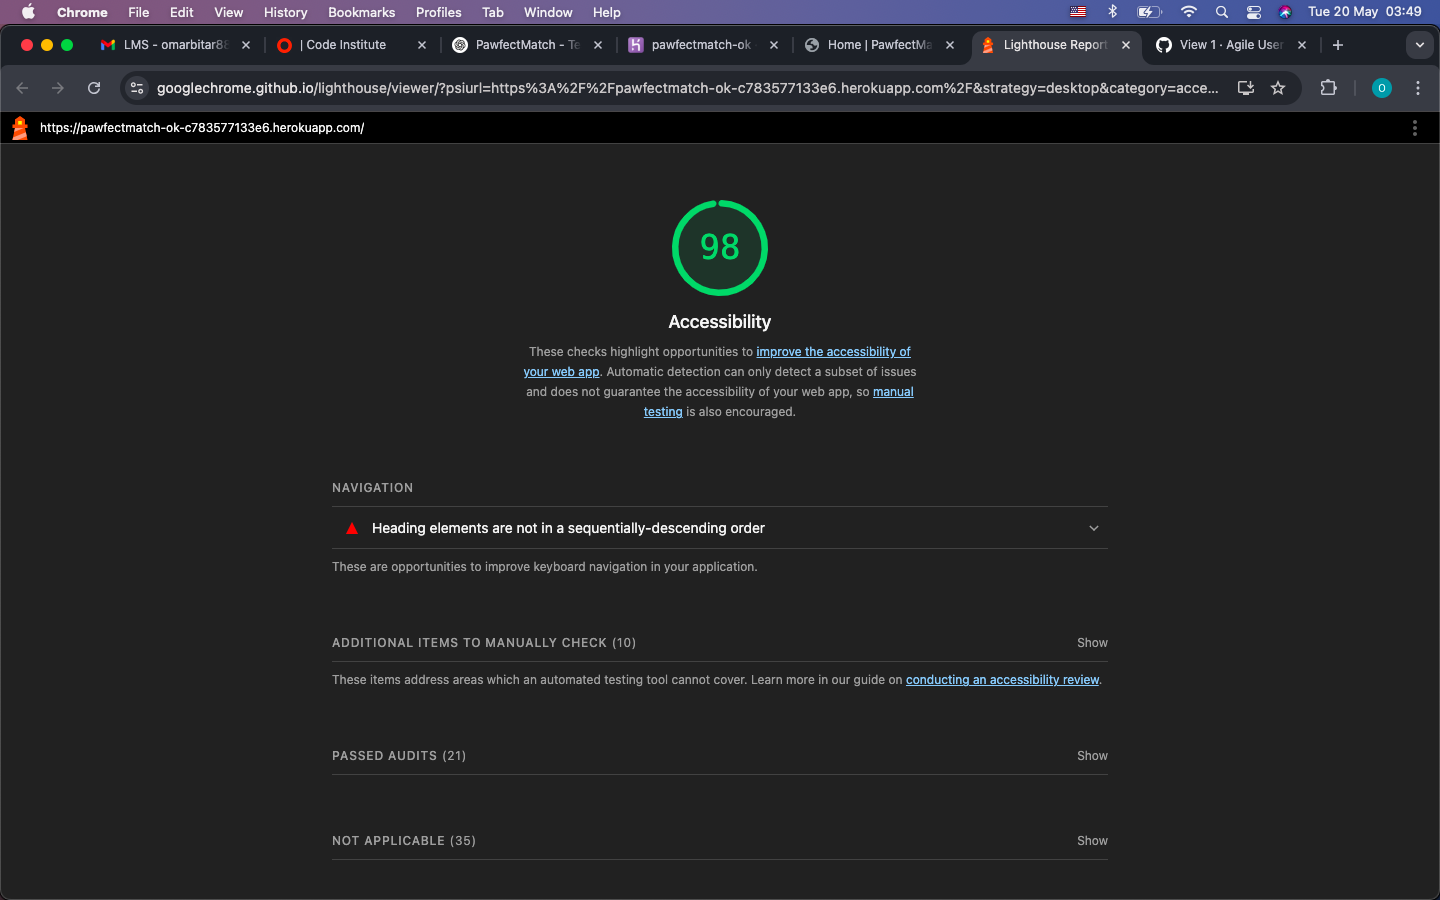 Chrome File Edit View History Bookmarks Profiles Tab Window Help Tue 20 May 03:49
LMS - omarbitar88 | Code Institute PawfectMatch - Te pawfectmatch-ok Home | PawfectMa Lighthouse Report View 1 · Agile User
googlechrome.github.io/lighthouse/viewer/?psiurl=https%3A%2F%2Fpawfectmatch-ok-c783577133e6.herokuapp.com%2F&strategy=desktop&category=acce... O
https://pawfectmatch-ok-c783577133e6.herokuapp.com/
98
Accessibility
These checks highlight opportunities to improve the accessibility of
your web app. Automatic detection can only detect a subset of issues
and does not guarantee the accessibility of your web app, so manual
testing is also encouraged.
NAVIGATION
Heading elements are not in a sequentially-descending order
These are opportunities to improve keyboard navigation in your application.
ADDITIONAL ITEMS TO MANUALLY CHECK (10) Show
These items address areas which an automated testing tool cannot cover. Learn more in our guide on conducting an accessibility review.
PASSED AUDITS (21) Show
NOT APPLICABLE (35) Show